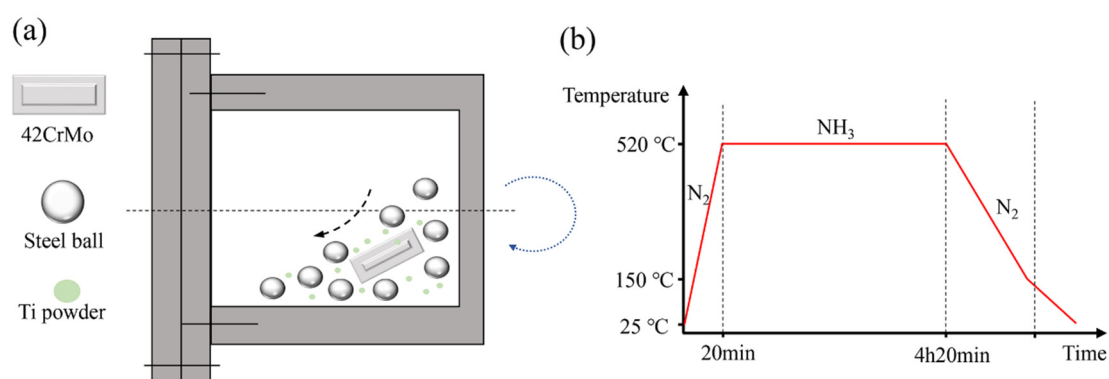 (a)
42CrMo
Steel ball
Ti powder
(b)
Temperature
520 ℃
150 ℃
25 ℃
N2
NH3
N2
20min
4h20min
Time